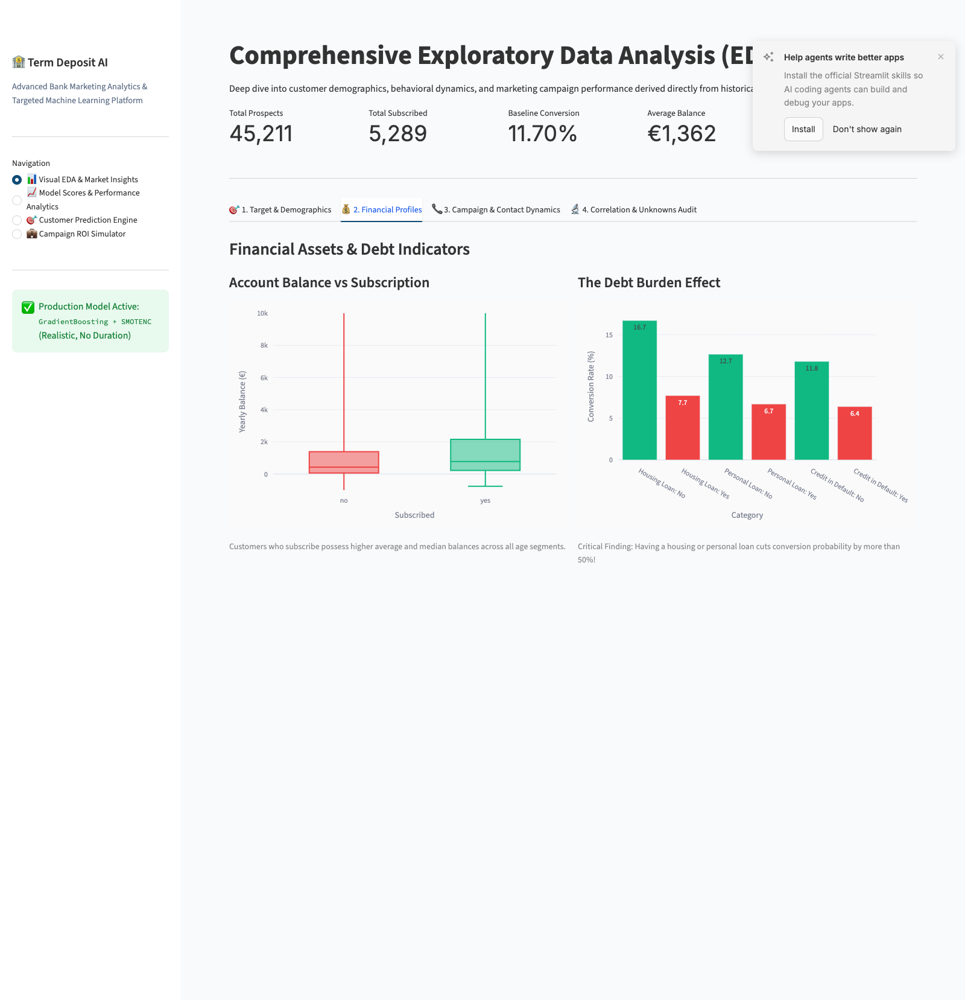 Term Deposit AI
Advanced Bank Marketing Analytics &
Targeted Machine Learning Platform
Navigation
Visual EDA & Market Insights
Model Scores & Performance
Analytics
Customer Prediction Engine
Campaign ROI Simulator
Production Model Active:
GradientBoosting + SMOTENC
(Realistic, No Duration)
Comprehensive Exploratory Data Analysis (ED
Deep dive into customer demographics, behavioral dynamics, and marketing campaign performance derived directly from historica
Total Prospects
45,211
Total Subscribed
5,289
Baseline Conversion
11.70%
Average Balance
€1,362
Help agents write better apps
Install the official Streamlit skills so
AI coding agents can build and
debug your apps.
Install
Don't show again
1. Target & Demographics
2. Financial Profiles
3. Campaign & Contact Dynamics
4. Correlation & Unknowns Audit
Financial Assets & Debt Indicators
Account Balance vs Subscription
10k
8k
6k
4k
2k
0
Yearly Balance (€)
no
yes
Subscribed
Customers who subscribe possess higher average and median balances across all age segments.
The Debt Burden Effect
15
10
5
0
Conversion Rate (%)
16.7
7.7
12.7
6.7
11.8
6.4
Housing Loan: No
Housing Loan: Yes
Personal Loan: No
Personal Loan: Yes
Credit in Default: No
Credit in Default: Yes
Category
Critical Finding: Having a housing or personal loan cuts conversion probability by more than
50%!